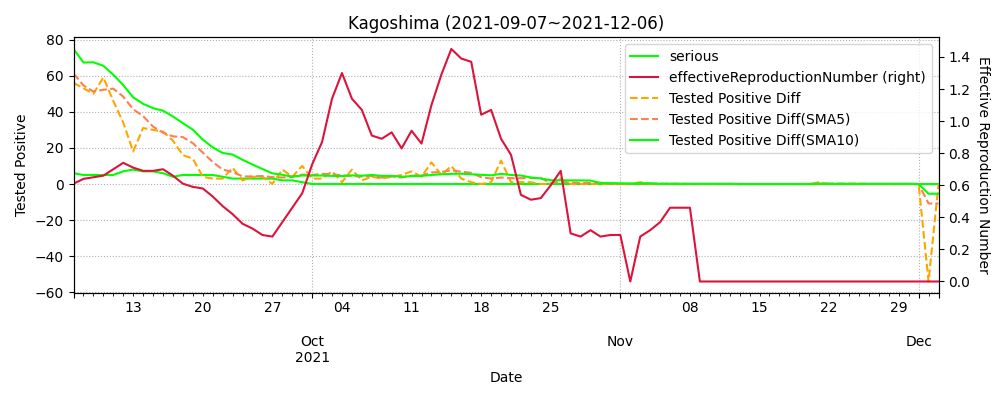 Kagoshima (2021-09-07~2021-12-06)
serious
effectiveReproductionNumber (right)
Tested Positive Diff
Tested Positive Diff(SMA5)
Tested Positive Diff(SMA10)
Tested Positive
80
60
40
20
0
−20
−40
−60
1.4
1.2
1.0
0.8
0.6
0.4
0.2
0.0
Effective Reproduction Number
13 20 27 04 11 18 25 08 15 22 29
Oct Nov Dec
2021
Date